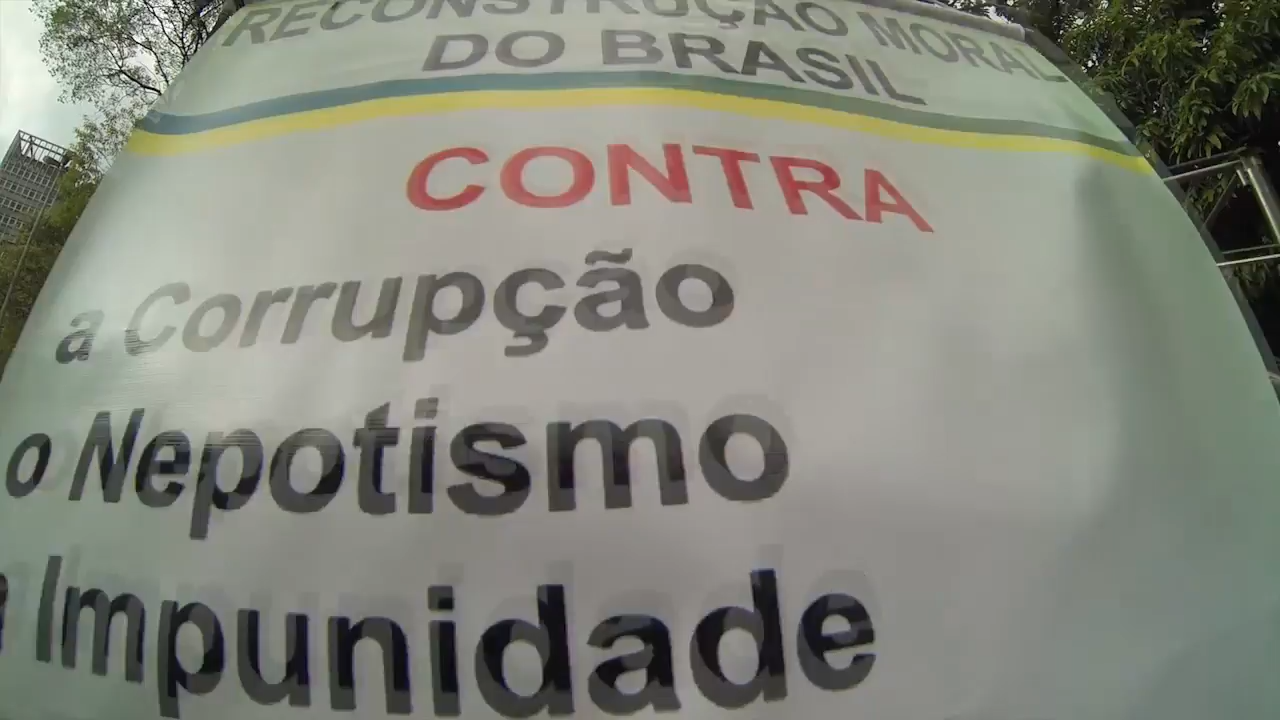 RECONSTRUÇÃO MORAL
DO BRASIL
CONTRA
a Corrupção
o Nepotismo
a Impunidade